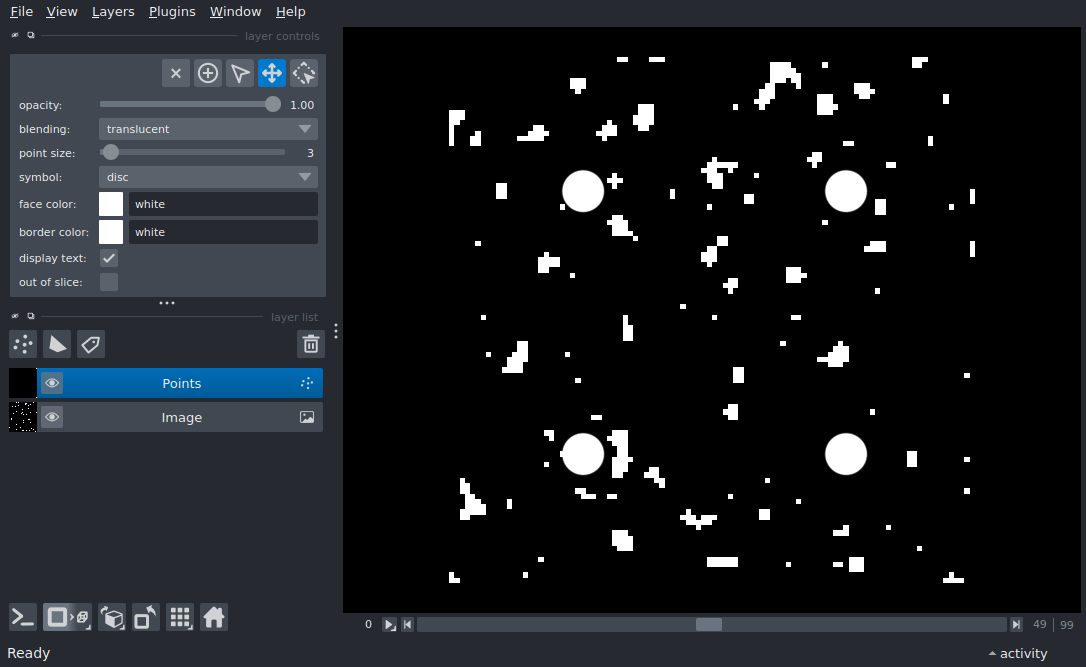 File View Layers Plugins Window Help
layer controls
opacity: 1.00
blending: translucent
point size: 3
symbol: disc
face color: white
border color: white
display text:
out of slice:
layer list
Points
Image
0 49 99
Ready activity